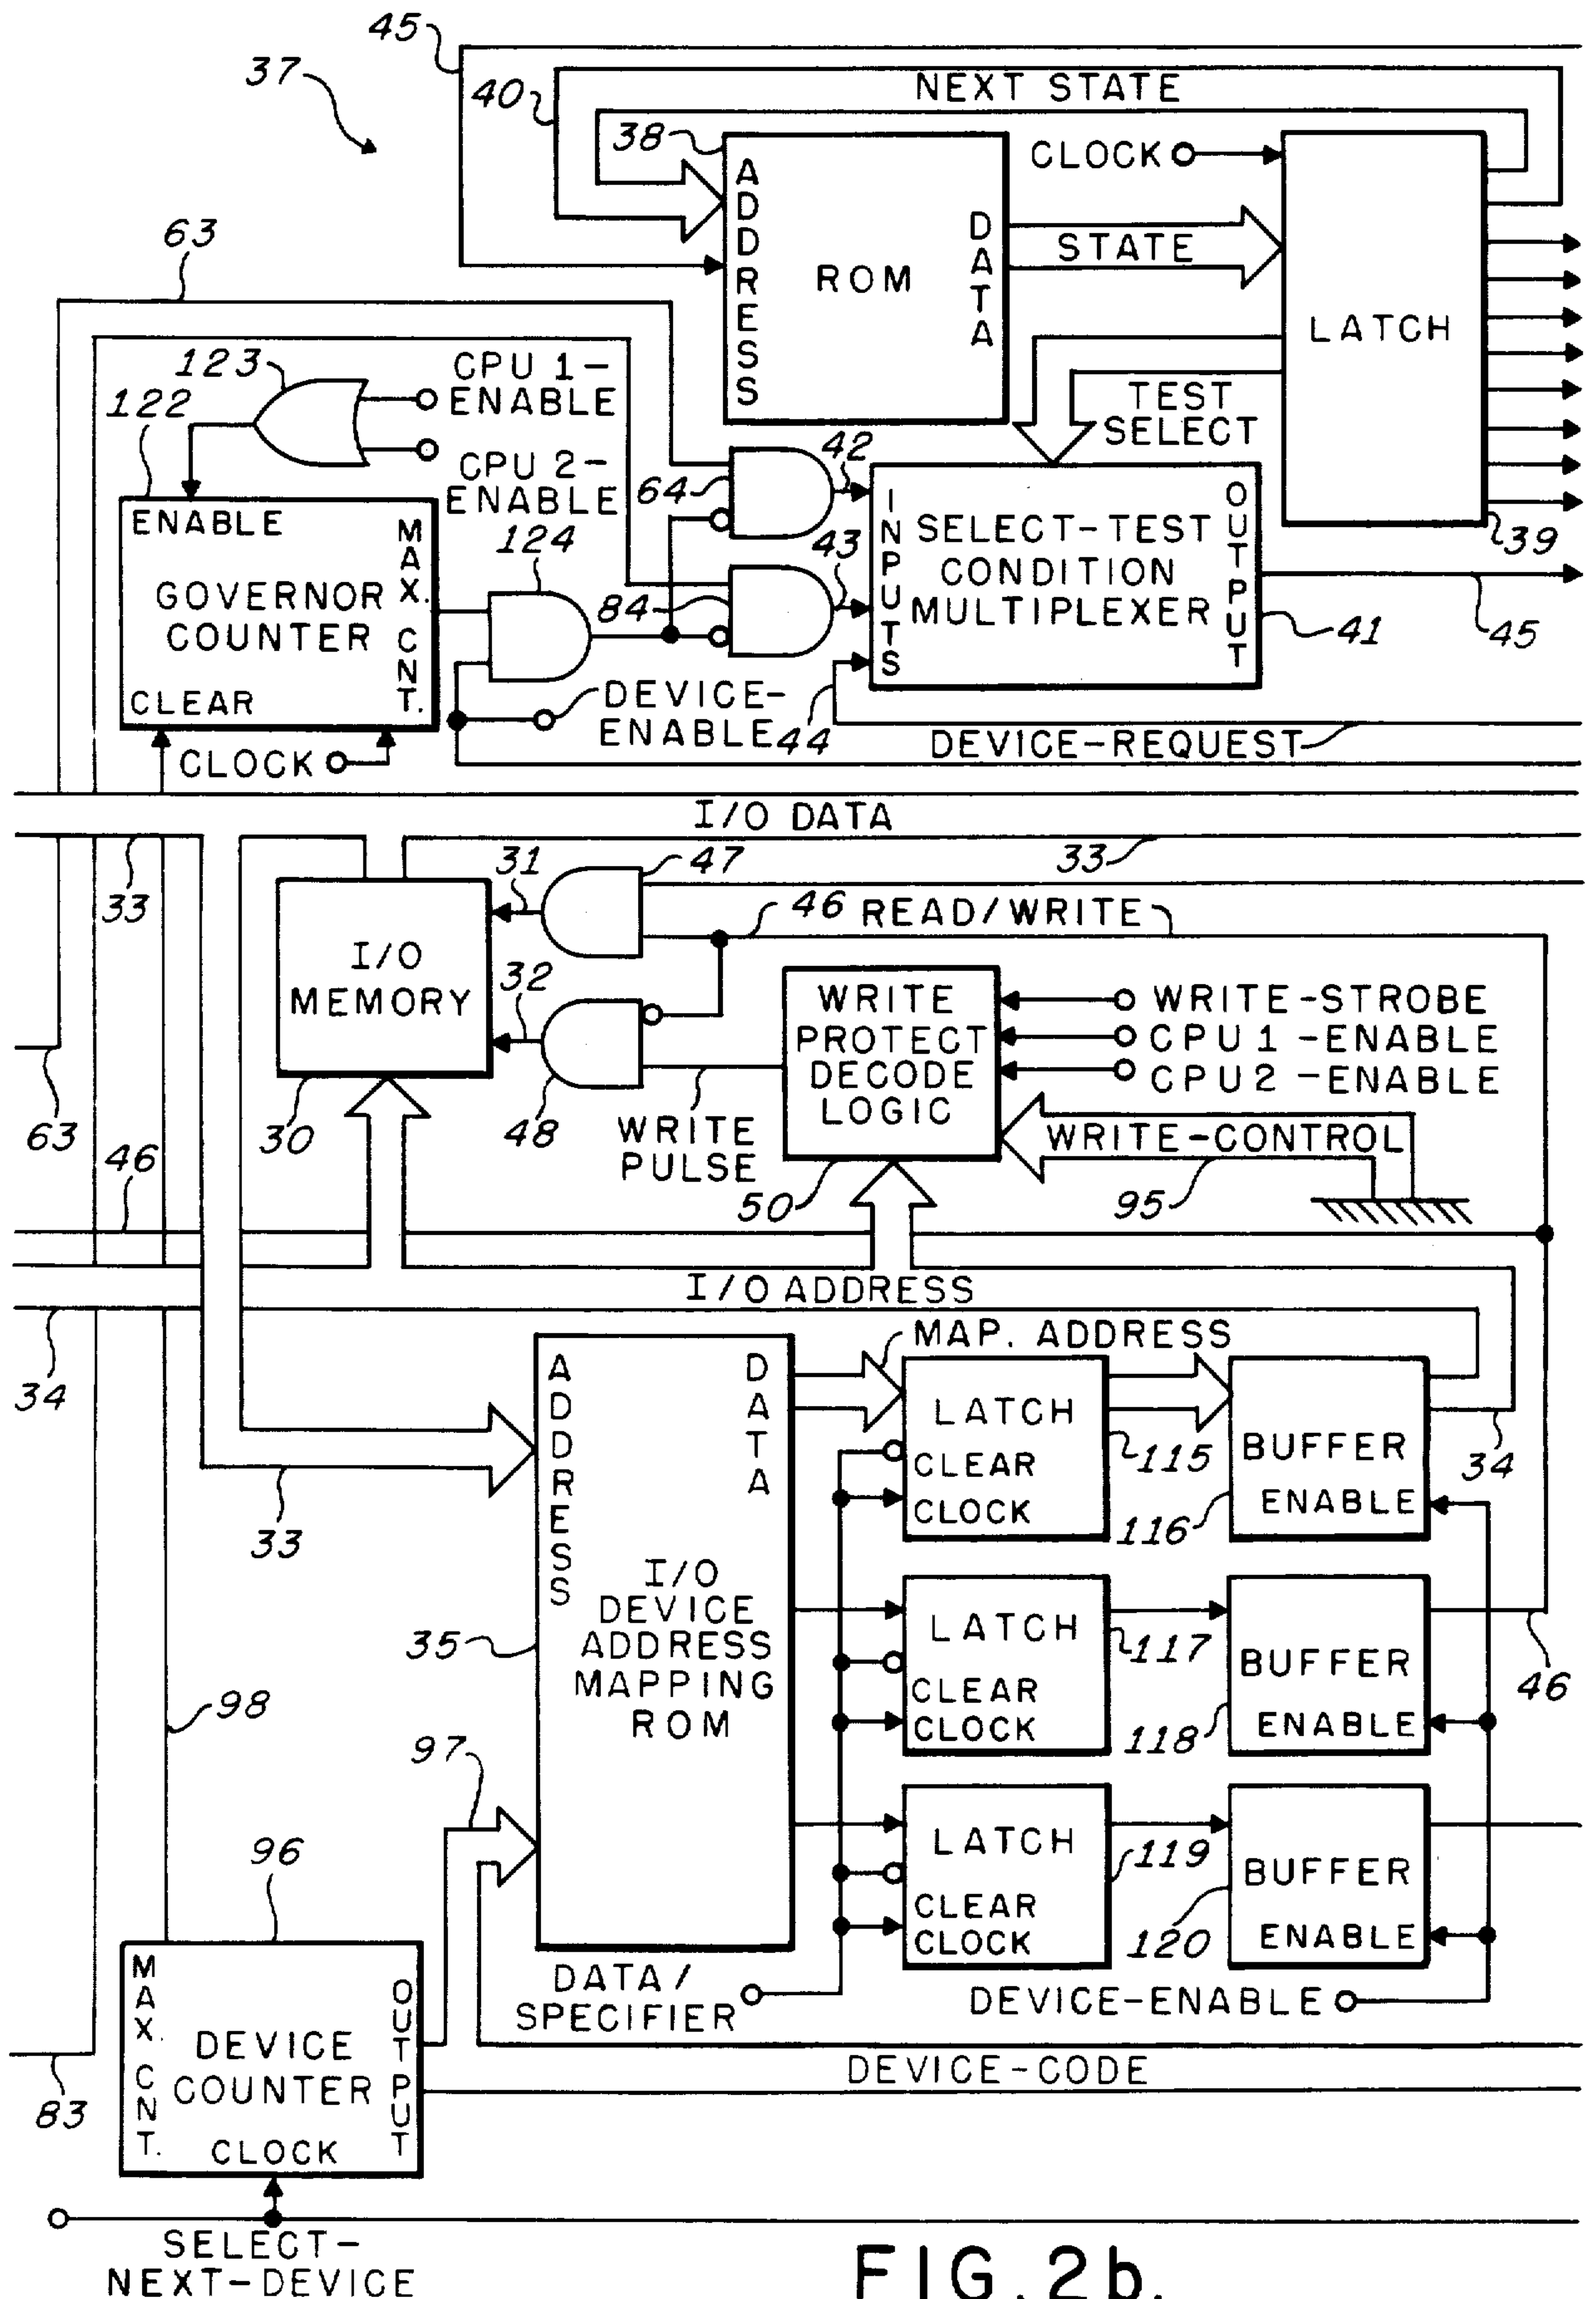 45
37
40
NEXT STATE
38
CLOCK
ADDRESS
ROM
DATA
STATE
LATCH
63
123
CPU 1-
ENABLE
122
CPU 2-
ENABLE
TEST
SELECT
42
64
39
ENABLE
GOVERNOR
COUNTER
MAX. CNT.
CLEAR
124
43
84
INPUTS
SELECT-TEST
CONDITION
MULTIPLEXER
OUTPUT
41
45
DEVICE-
ENABLE
44
CLOCK
DEVICE-REQUEST
I/O DATA
33
33
33
31
47
46
READ/WRITE
I/O
MEMORY
32
WRITE
PROTECT
DECODE
LOGIC
WRITE-STROBE
CPU1-ENABLE
CPU2-ENABLE
63
30
48
WRITE
PULSE
WRITE-CONTROL
46
50
95
I/O ADDRESS
34
MAP. ADDRESS
ADDRESS
DATA
LATCH
CLEAR
CLOCK
115
BUFFER
ENABLE
116
34
33
I/O
DEVICE
ADDRESS
MAPPING
ROM
35
LATCH
CLEAR
CLOCK
117
BUFFER
ENABLE
118
46
98
97
LATCH
CLEAR
CLOCK
119
BUFFER
ENABLE
120
96
DATA/
SPECIFIER
DEVICE-ENABLE
MAX. CNT.
DEVICE
COUNTER
OUTPUT
CLOCK
DEVICE-CODE
83
SELECT-
NEXT-DEVICE
FIG. 2b.